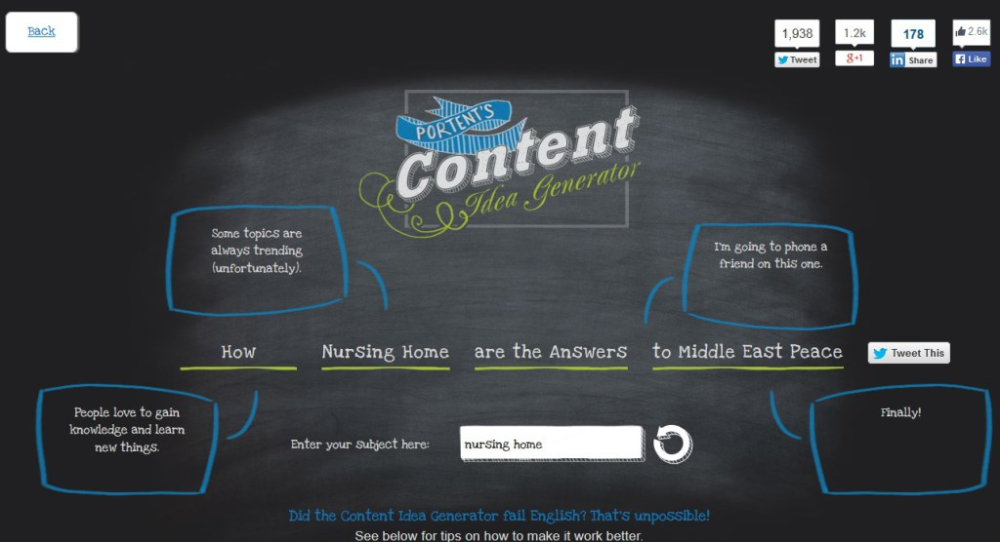 Back
1,938
1.2k
178
2.6k
Tweet
g+1
in Share
f Like
PORTENT'S
Content
Idea Generator
Some topics are
always trending
(unfortunately).
I'm going to phone a
friend on this one.
How Nursing Home are the Answers to Middle East Peace
Tweet This
People love to gain
knowledge and learn
new things.
Finally!
Enter your subject here: nursing home
Did the Content Idea Generator fail English? That's unpossible!
See below for tips on how to make it work better.